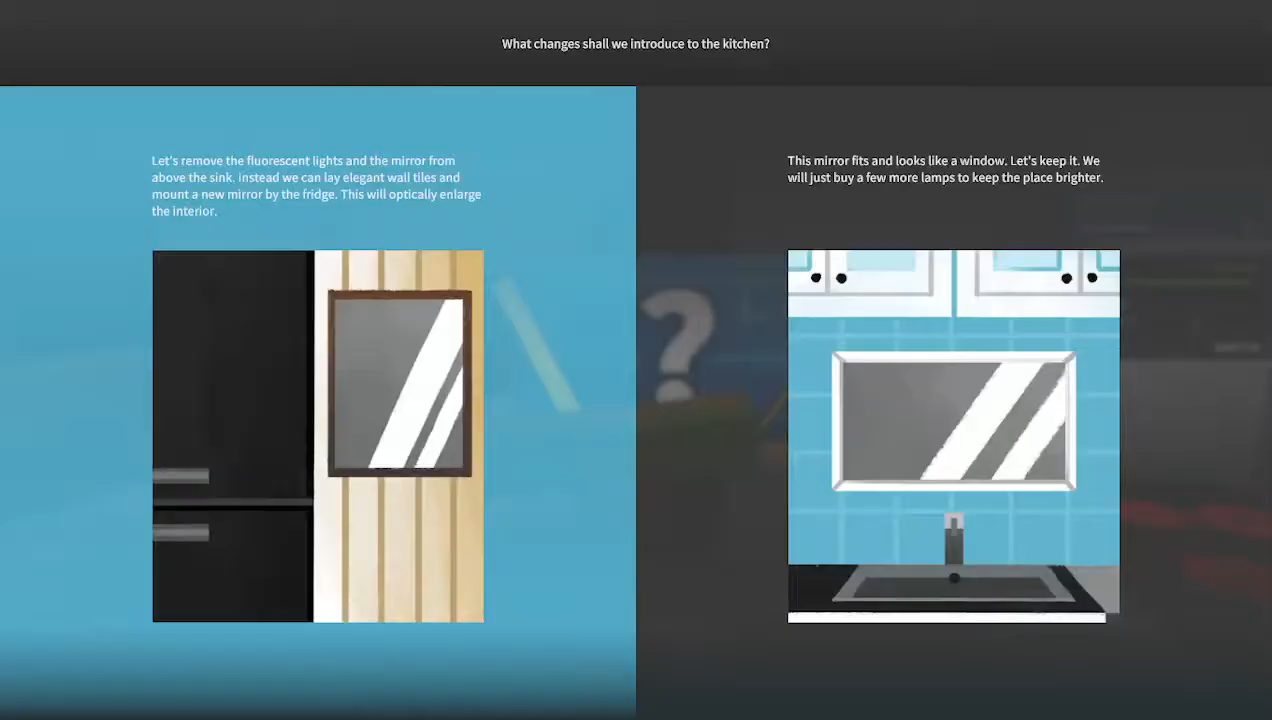 What changes shall we introduce to the kitchen?
Let's remove the fluorescent lights and the mirror from
above the sink. instead we can lay elegant wall tiles and
mount a new mirror by the fridge. This will optically enlarge
the interior.
This mirror fits and looks like a window. Let's keep it. We
will just buy a few more lamps to keep the place brighter.
?